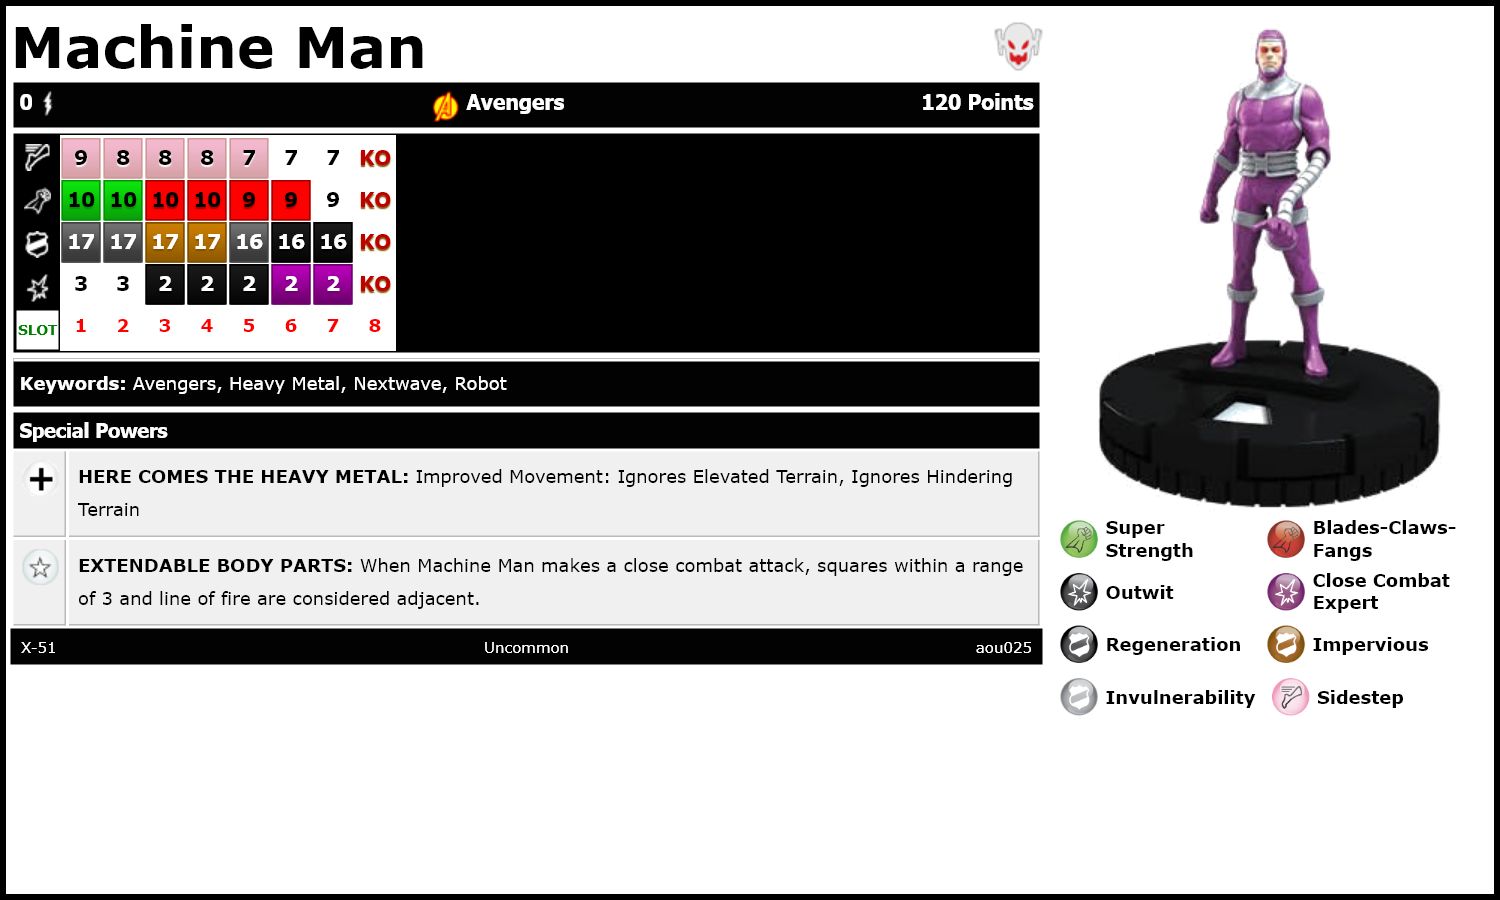 Machine Man
0 Avengers 120 Points
9 8 8 8 7 7 7 KO
10 10 10 10 9 9 9 KO
17 17 17 17 16 16 16 KO
3 3 2 2 2 2 2 KO
SLOT 1 2 3 4 5 6 7 8
Keywords: Avengers, Heavy Metal, Nextwave, Robot
Special Powers
HERE COMES THE HEAVY METAL: Improved Movement: Ignores Elevated Terrain, Ignores Hindering
Terrain
EXTENDABLE BODY PARTS: When Machine Man makes a close combat attack, squares within a range
of 3 and line of fire are considered adjacent.
X-51 Uncommon aou025
Super
Strength
Blades-Claws-
Fangs
Outwit
Close Combat
Expert
Regeneration
Impervious
Invulnerability
Sidestep